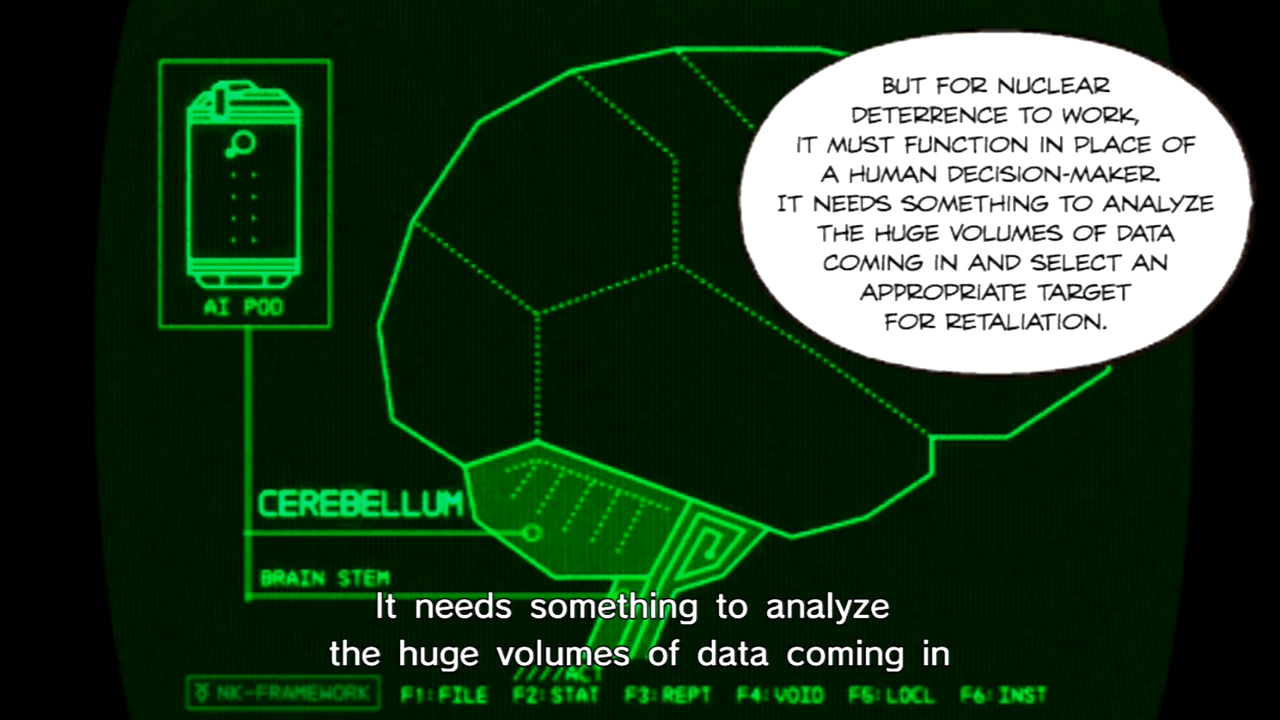 BUT FOR NUCLEAR
DETERRENCE TO WORK,
IT MUST FUNCTION IN PLACE OF
A HUMAN DECISION-MAKER.
IT NEEDS SOMETHING TO ANALYZE
THE HUGE VOLUMES OF DATA
COMING IN AND SELECT AN
APPROPRIATE TARGET
FOR RETALIATION.
AI POD
CEREBELLUM
BRAIN STEM
It needs something to analyze
the huge volumes of data coming in
////ACT
NK-FRAMEWORK F1:FILE F2:STAT F3:REPT F4:VOID F5:LOCL F6:INST